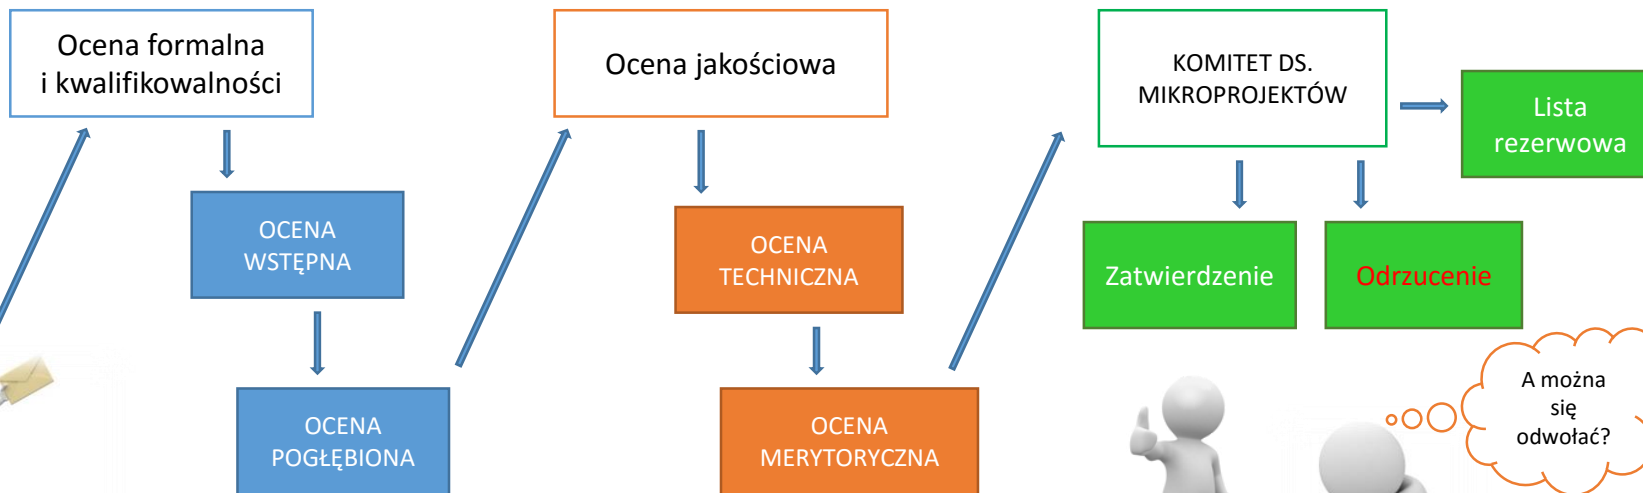 Ocena formalna
i kwalifikowalności
OCENA
WSTĘPNA
OCENA
POGŁĘBIONA
Ocena jakościowa
OCENA
TECHNICZNA
OCENA
MERYTORYCZNA
KOMITET DS.
MIKROPROJEKTÓW
Lista
rezerwowa
Zatwierdzenie
Odrzucenie
A można
się
odwołać?